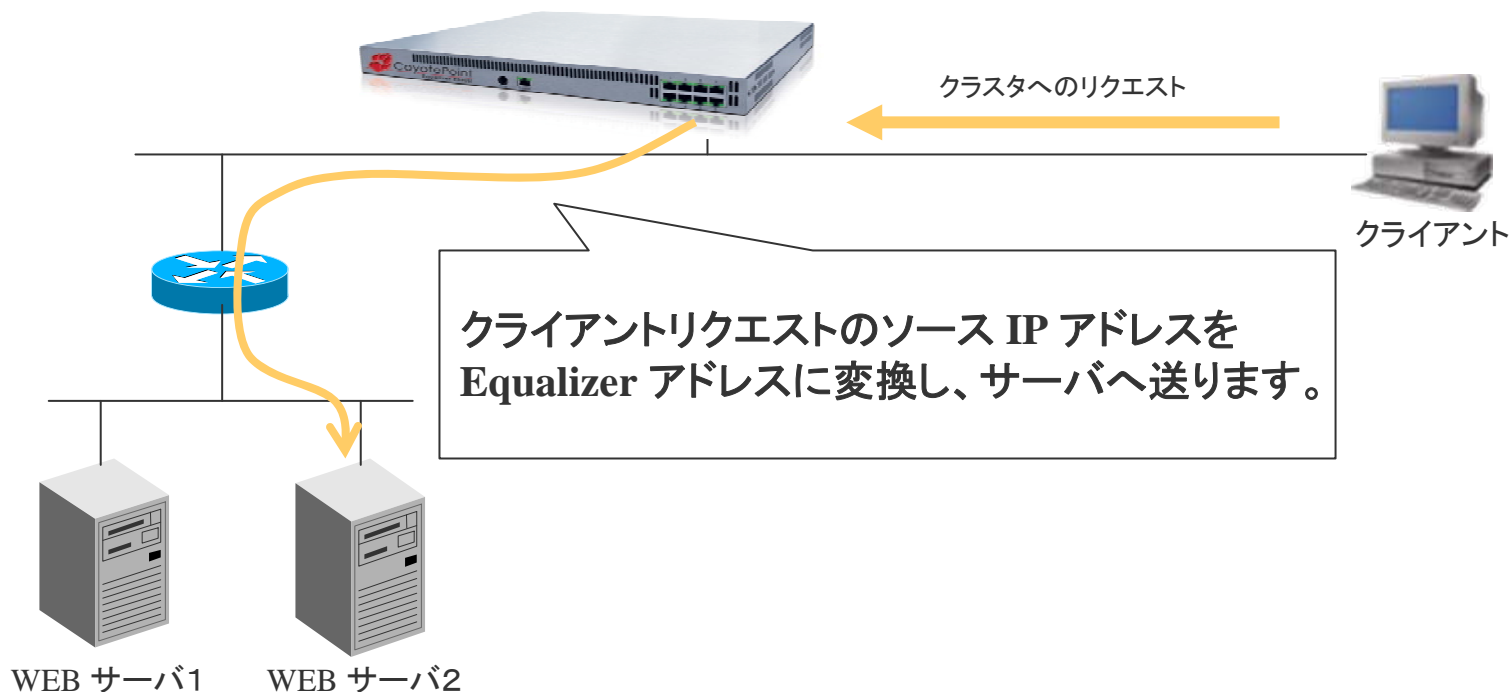 CoyotePoint
クラスタへのリクエスト
クライアント
クライアントリクエストのソース IP アドレスを
Equalizer アドレスに変換し、サーバへ送ります。
WEB サーバ1
WEB サーバ2